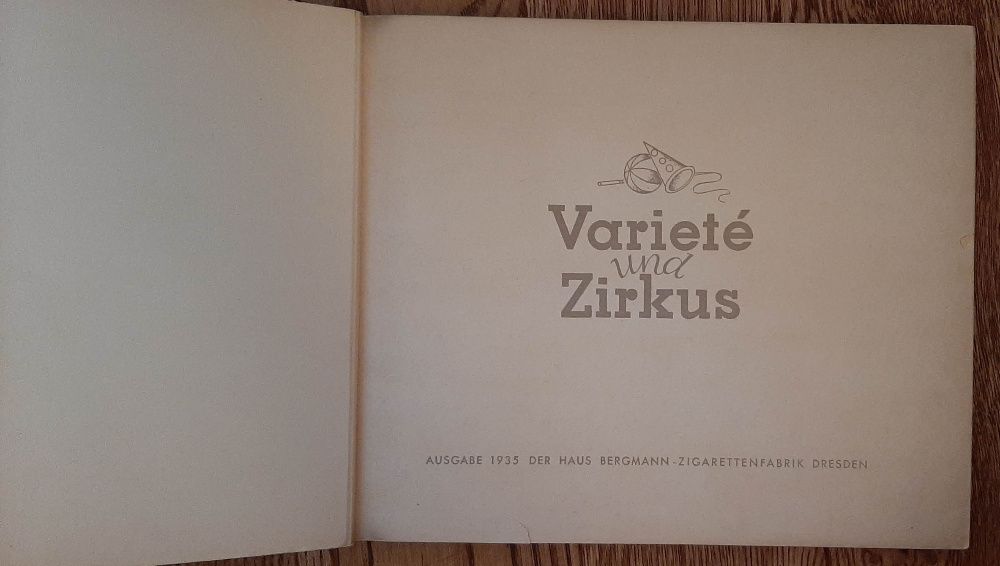 Varieté
und
Zirkus
AUSGABE 1935 DER HAUS BERGMANN-ZIGARETTENFABRIK DRESDEN